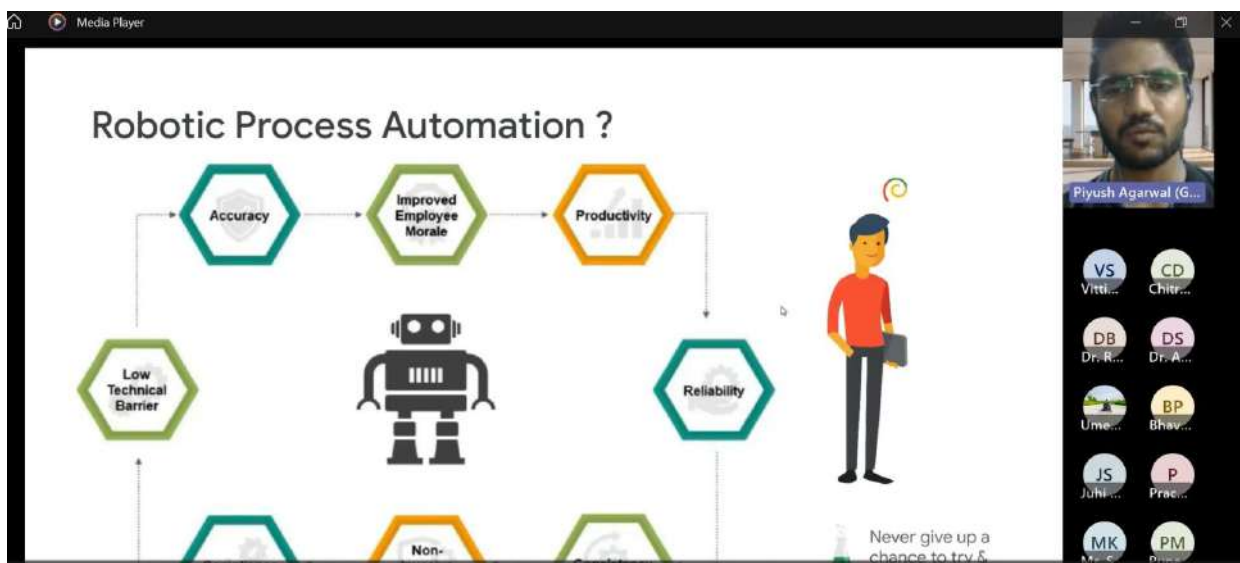 Media Player
Robotic Process Automation ?
Accuracy
Improved
Employee
Morale
Productivity
Low
Technical
Barrier
Reliability
Non-
Never give up a
chance to try &
Piyush Agarwal (G...
VS
Vitti...
CD
Chitr...
DB
Dr. R...
DS
Dr. A...
Ume...
BP
Bhav...
JS
Juhi ...
P
Prac...
MK
PM